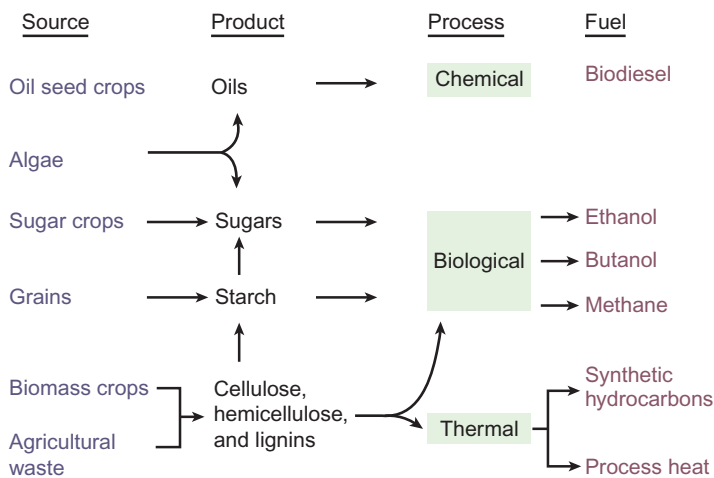 Source Product Process Fuel
Oil seed crops Oils Chemical Biodiesel
Algae
Sugar crops Sugars Ethanol
Biological Butanol
Grains Starch Methane
Biomass crops Cellulose, Synthetic
hemicellulose, hydrocarbons
and lignins Thermal
Agricultural
waste Process heat